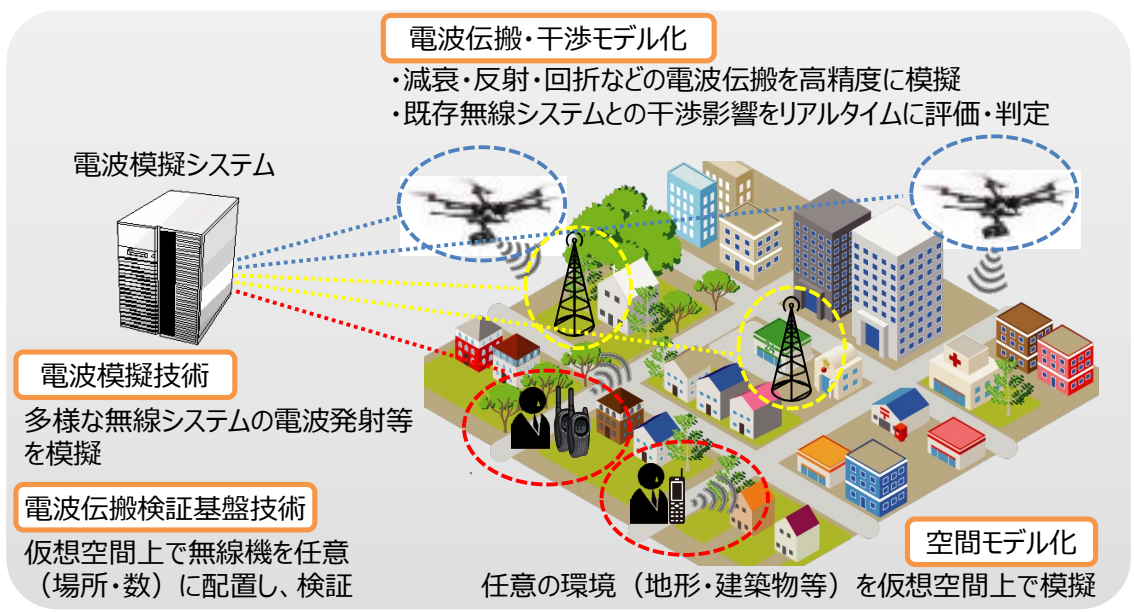 電波伝搬・干渉モデル化
・減衰・反射・回折などの電波伝搬を高精度に模擬
・既存無線システムとの干渉影響をリアルタイムに評価・判定
電波模擬システム
電波模擬技術
多様な無線システムの電波発射等
を模擬
電波伝搬検証基盤技術
仮想空間上で無線機を任意
（場所・数）に配置し、検証
空間モデル化
任意の環境（地形・建築物等）を仮想空間上で模擬